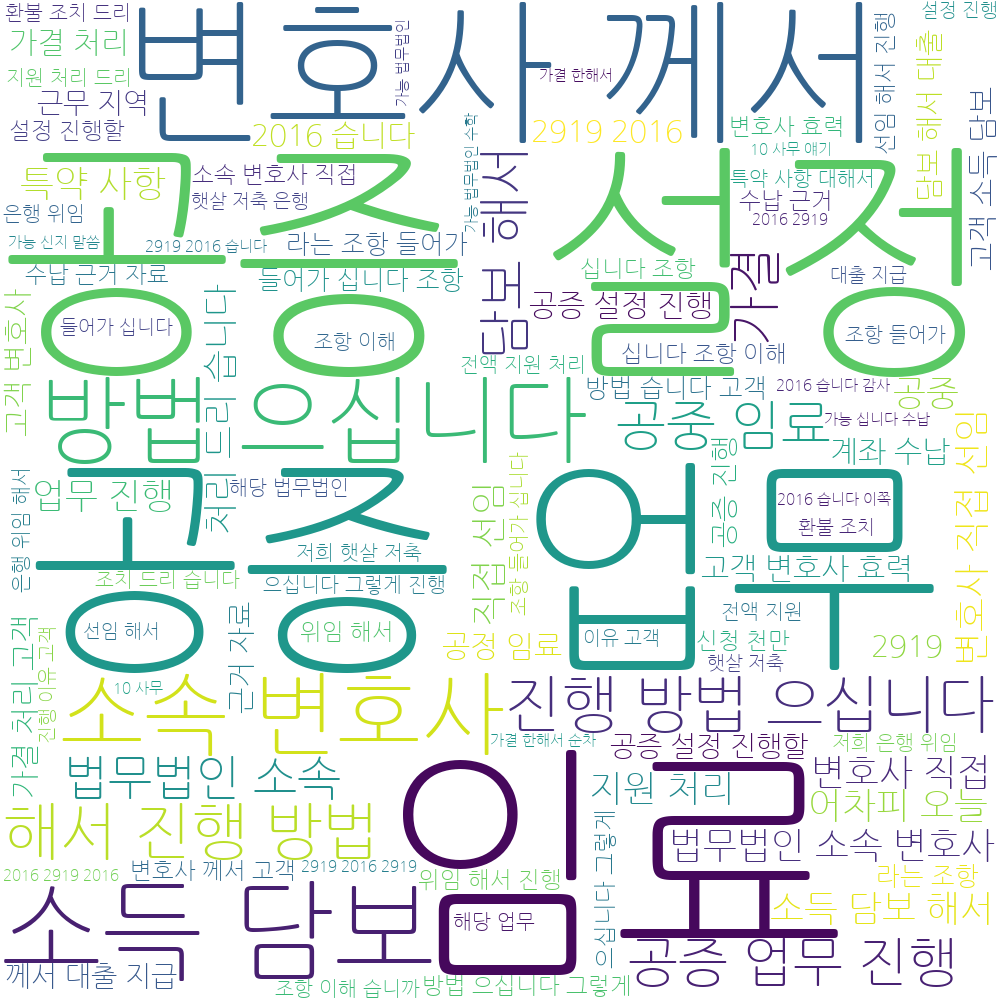 환불 조치 드리
변호사 께서
설정 진행
가결 처리
가능 법무법인
가결 한해서
선임 해서 진행
담보 해서 대출
지원 처리 드리
근무 지역
설정 진행할
2016 습니다
가능 법무법인 수학
2919 2016
변호사 효력
10 사무 얘기
고객 소득 담보
공증 설정
특약 사항
소속 변호사 직접
햇살 저축 은행
담보 해서
특약 사항 대해서
수납 근거
2016 2919
은행 위임
가능 신지 말씀
2919 2016 습니다
라는 조항 들어가
수납 근거 자료
들어가 십니다 조항
십니다 조항
가결
대출 지급
고객 변호사
처리 드리 습니다
공증 설정 진행
들어가 십니다
조항 이해
십니다 조항 이해
조항 들어가
전액 지원 처리
방법 으십니다
방법 습니다 고객
2016 습니다 감사
공중
공중 임료
가능 십니다 수납
계좌 수납
변호사 직접 선임
은행 위임 해서
업무 진행
해당 법무법인
공증 업무
직접 선임
조항 들어가 십니다
공증 진행
2016 습니다 이쪽
환불 조치
저희 햇살 저축
조치 드리 습니다
으십니다 그렇게 진행
고객 변호사 효력
선임 해서
위임 해서
전액 지원
이유 고객
신청 천만
공정 임료
2919
햇살 저축
가결 처리 고객
진행 이유 고객
근거 자료
10 사무
소속 변호사
진행 방법 으십니다
가결 한해서 순차
공증 설정 진행할
저희 은행 위임
법무법인 소속
임료
지원 처리
변호사 직접
어차피 오늘
해서 진행 방법
법무법인 소속 변호사
으십니다 그렇게
2016 2919 2016
변호사 께서 고객
2919 2016 2919
위임 해서 진행
라는 조항
소득 담보
해당 업무
소득 담보 해서
공증 업무 진행
께서 대출 지급
조항 이해 습니까
방법 으십니다 그렇게